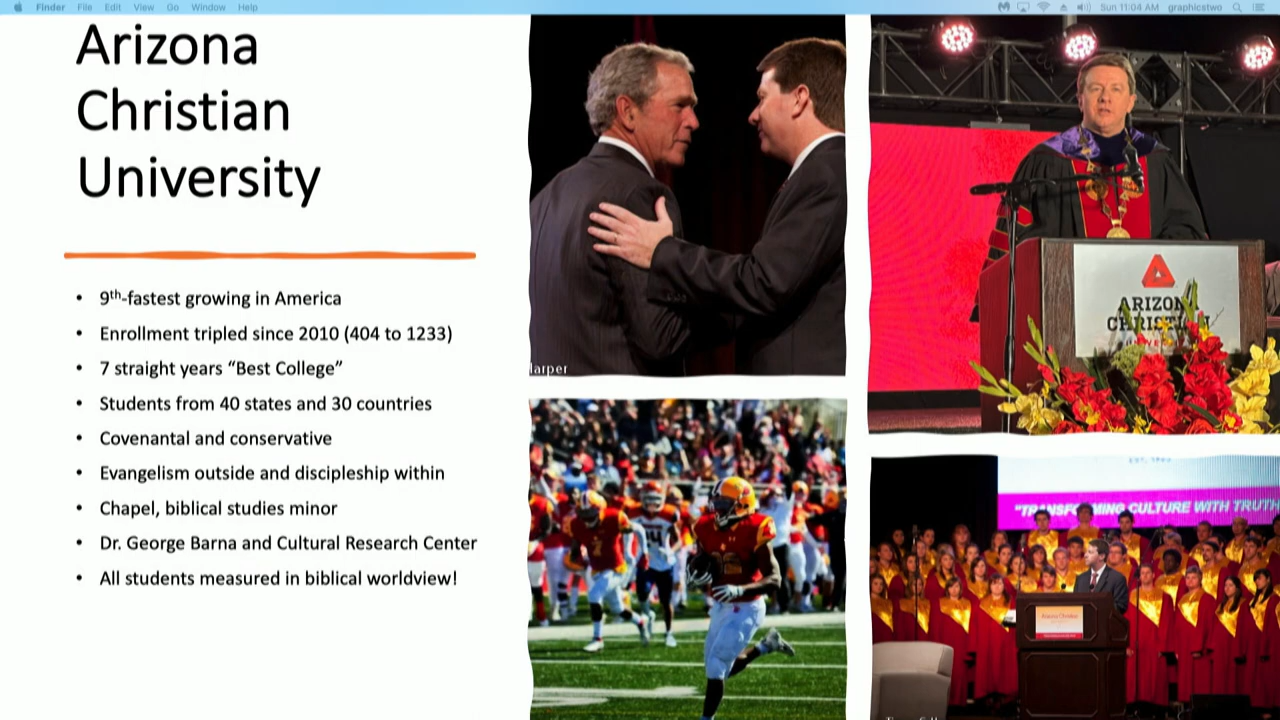 Finder File Edit View Go Window Help
Sun 11:04 AM graphicstwo
Arizona
Christian
University
• 9th-fastest growing in America
• Enrollment tripled since 2010 (404 to 1233)
• 7 straight years “Best College”
• Students from 40 states and 30 countries
• Covenantal and conservative
• Evangelism outside and discipleship within
• Chapel, biblical studies minor
• Dr. George Barna and Cultural Research Center
• All students measured in biblical worldview!
Harper
ARIZONA
CHRISTIAN
"TRANSFORMING CULTURE WITH TRUTH
Arizona Christian